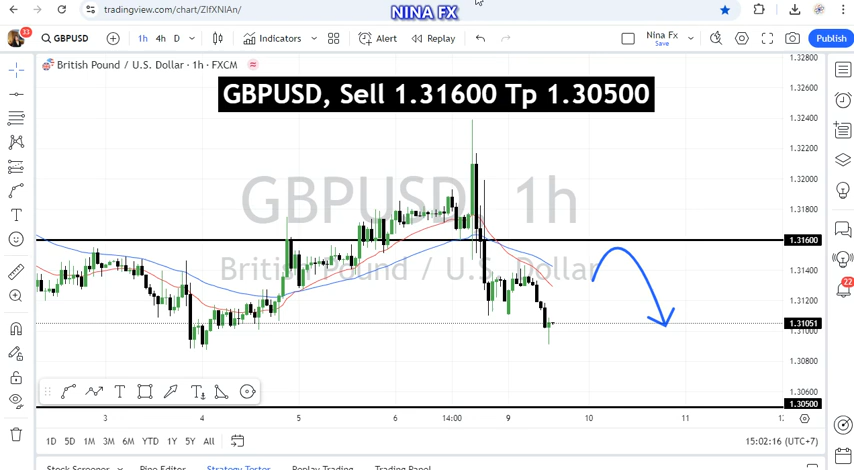 tradingview.com/chart/ZIfXNIAn/
NINA FX
33
GBPUSD
1h 4h D
Indicators
Alert
Replay
Nina Fx
Save
Publish
British Pound / U.S. Dollar · 1h · FXCM
GBPUSD, Sell 1.31600 Tp 1.30500
GBPUSD 1h
British Pound / U.S. Dollar
1.32800
1.32600
1.32400
1.32200
1.32000
1.31800
1.31600
1.31400
1.31200
1.31051
1.30800
1.30600
1.30500
22
3 4 5 6 14:00 9 10 11
1D 5D 1M 3M 6M YTD 1Y 5Y All
15:02:16 (UTC+7)
Stock Screener Pine Editor Strategy Tester Replay Trading Trading Panel